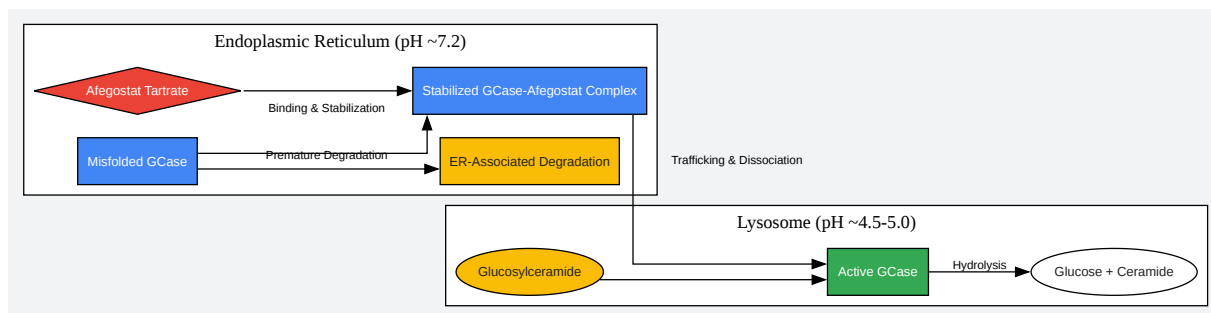 Endoplasmic Reticulum (pH ~7.2)
Afegostat Tartrate
Binding & Stabilization
Stabilized GCase-Afegostat Complex
Misfolded GCase
Premature Degradation
ER-Associated Degradation
Trafficking & Dissociation
Lysosome (pH ~4.5-5.0)
Glucosylceramide
Active GCase
Hydrolysis
Glucose + Ceramide